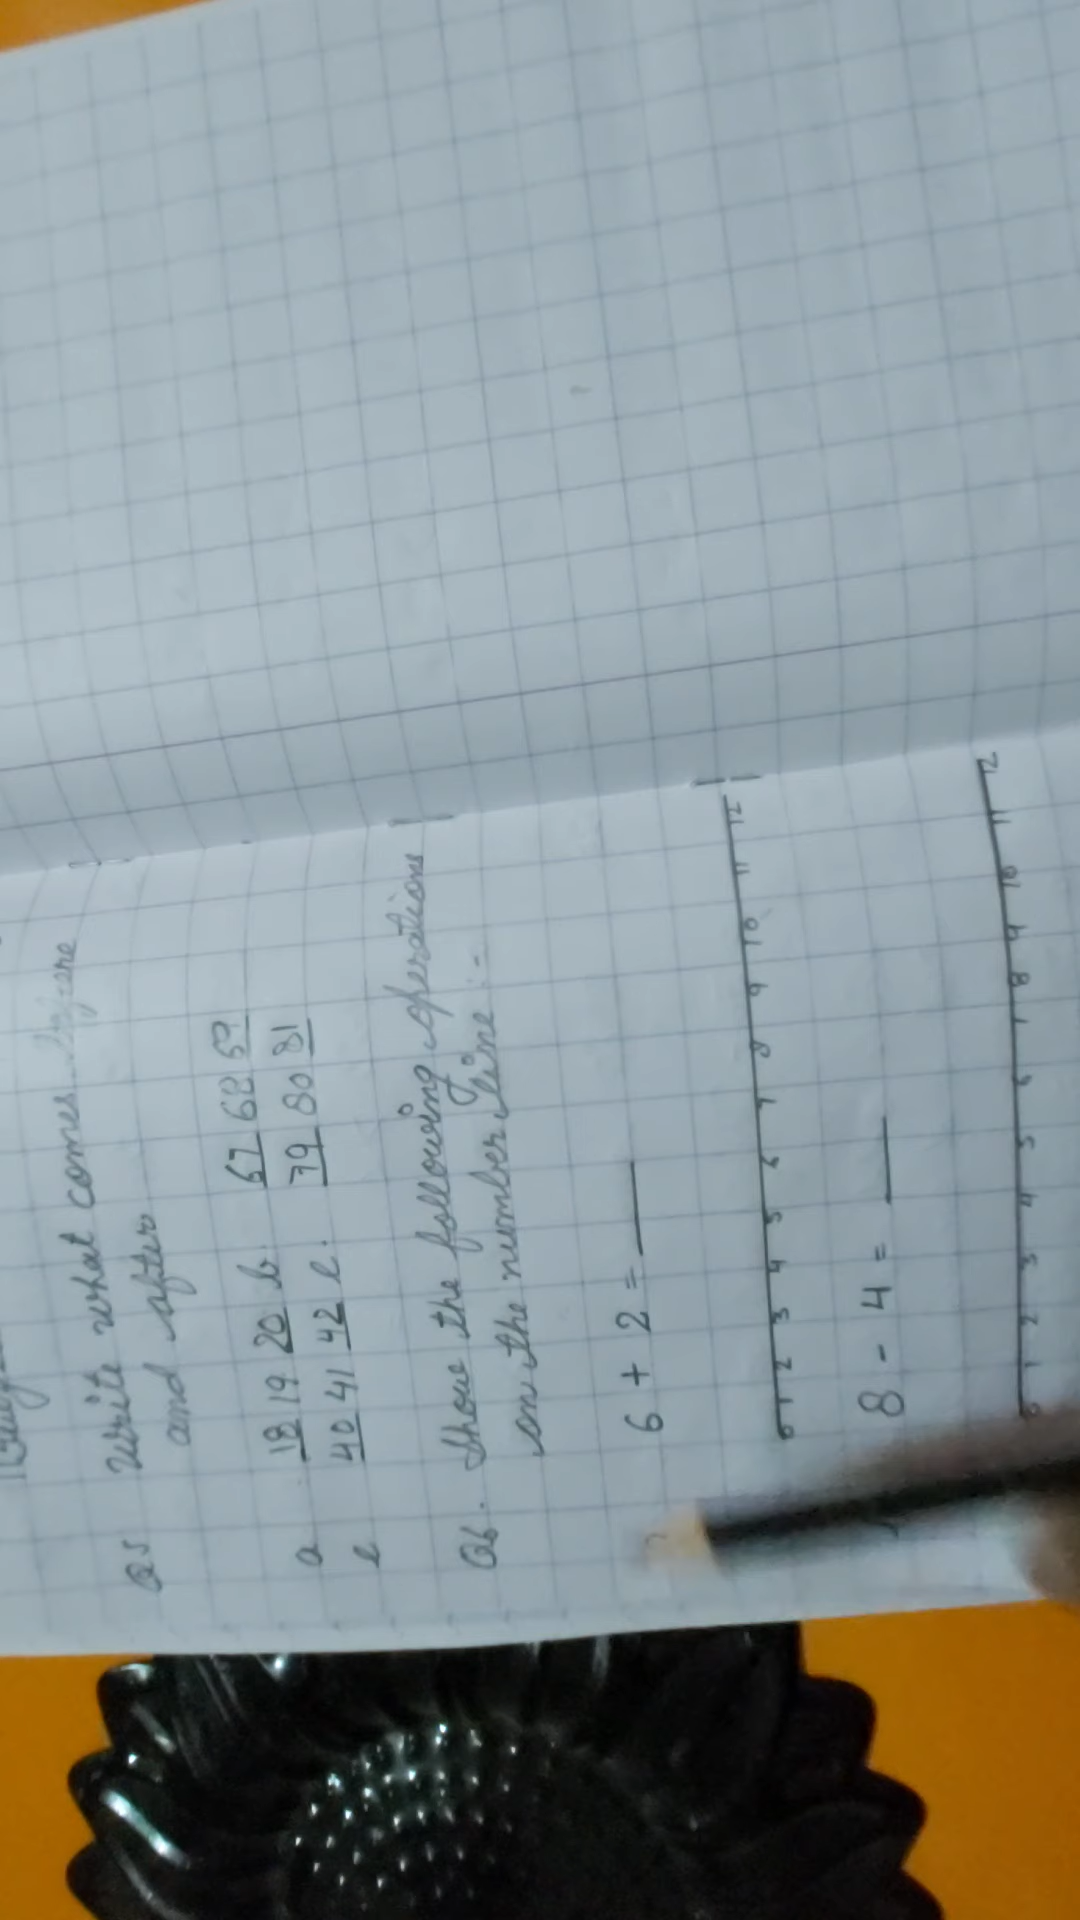 Q5 Write what comes before
and after
a 18 19 20 b. 67 68 69
c 40 41 42 e. 79 80 81
Q6. Show the following operations
on the number line :-
6 + 2 =
0 1 2 3 4 5 6 7 8 9 10 11 12
8 - 4 =
0 1 2 3 4 5 6 7 8 9 10 11 12